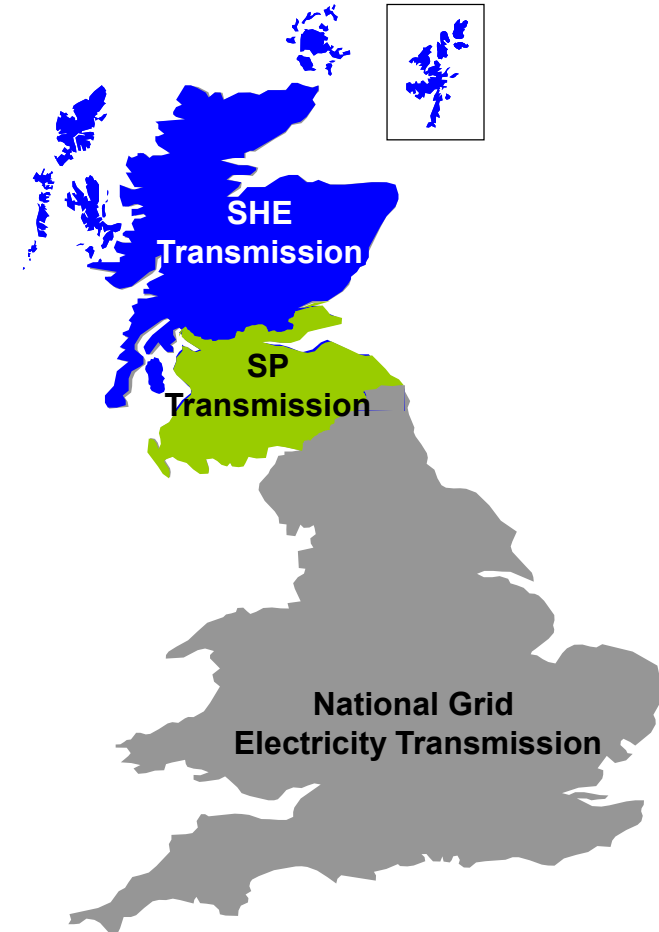 SHE
Transmission
SP
Transmission
National Grid
Electricity Transmission